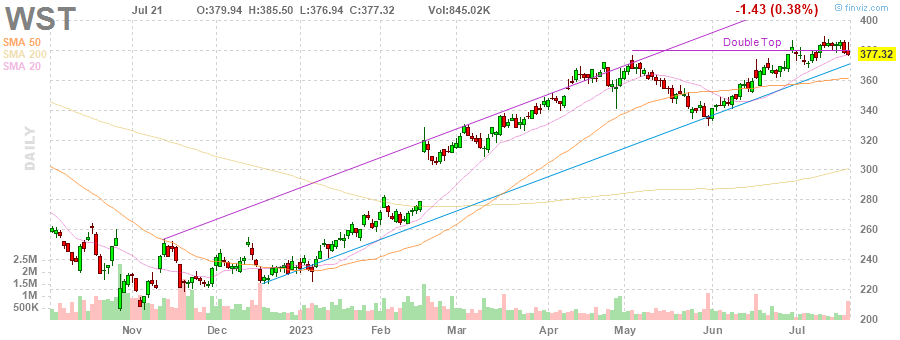 WST
Jul 21 O:379.94 H:385.50 L:376.94 C:377.32 Vol:845.02K -1.43 (0.38%)
© finviz.com
SMA 50
SMA 200
SMA 20
DAILY
Double Top
400
377.32
360
340
320
300
280
260
240
220
200
2.5M
2M
1.5M
1M
500K
Nov Dec 2023 Feb Mar Apr May Jun Jul